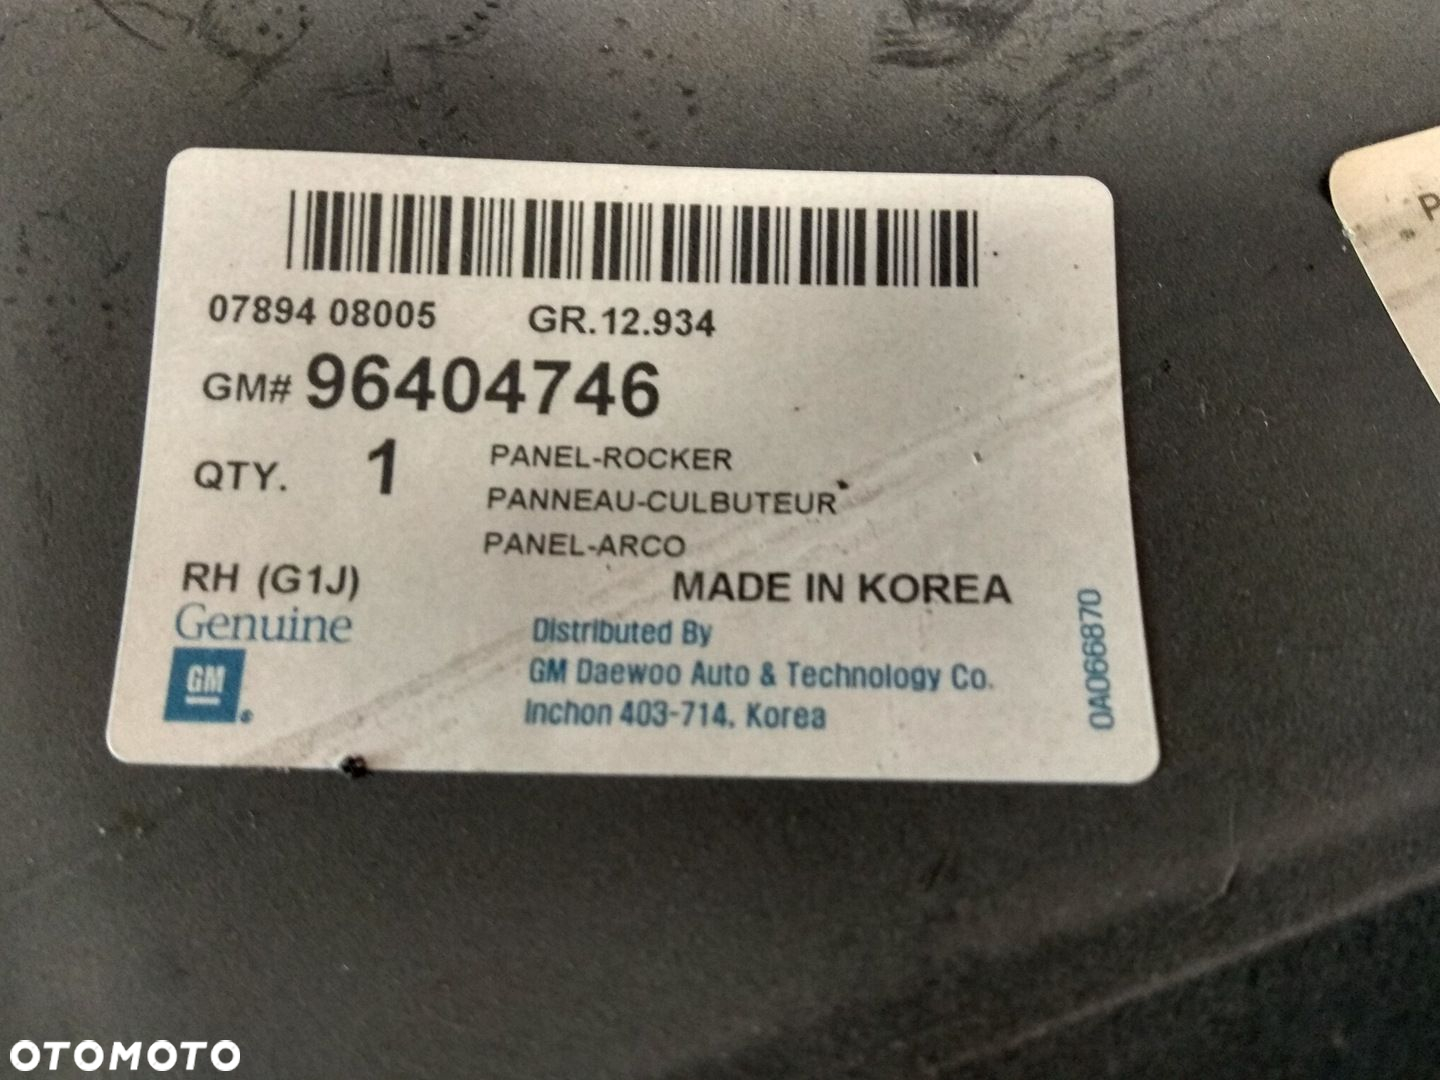 07894 08005 GR.12.934
GM# 96404746
QTY. 1 PANEL-ROCKER
PANNEAU-CULBUTEUR
PANEL-ARCO
RH (G1J) MADE IN KOREA
Genuine
GM
Distributed By
GM Daewoo Auto & Technology Co.
Inchon 403-714, Korea
0A066870
P
OTOMOTO